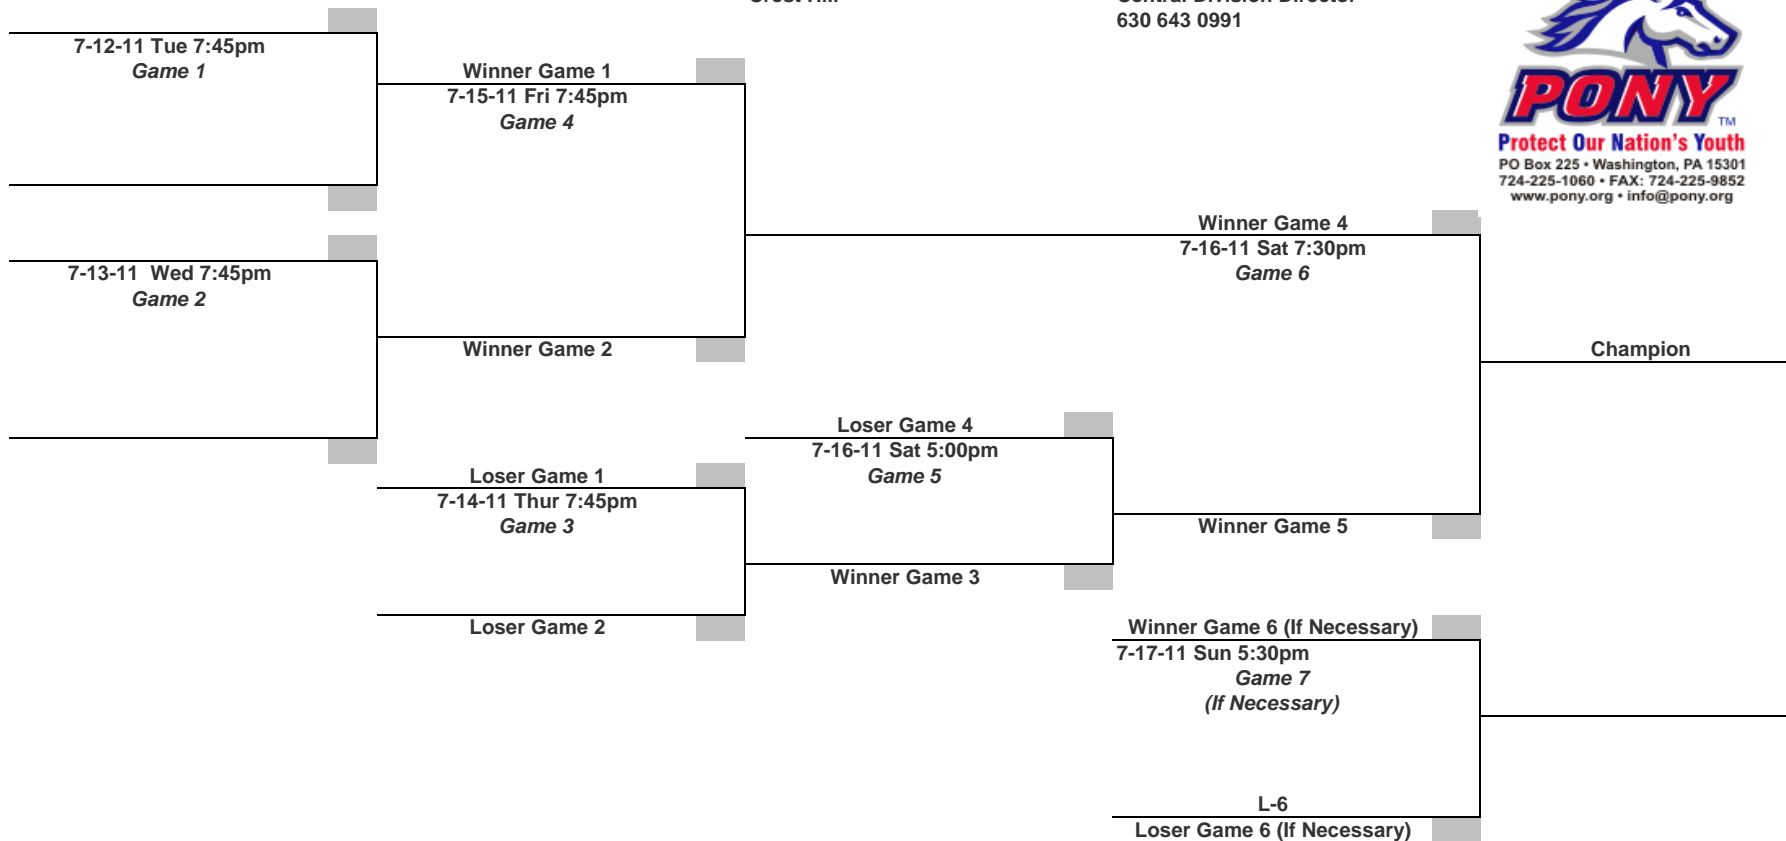 Crest Hill
Central Division Director
630 643 0991
PONY TM
Protect Our Nation's Youth
PO Box 225 • Washington, PA 15301
724-225-1060 • FAX: 724-225-9852
www.pony.org • info@pony.org
7-12-11 Tue 7:45pm
Game 1
Winner Game 1
7-15-11 Fri 7:45pm
Game 4
Winner Game 4
7-16-11 Sat 7:30pm
Game 6
7-13-11 Wed 7:45pm
Game 2
Winner Game 2
Champion
Loser Game 4
7-16-11 Sat 5:00pm
Game 5
Loser Game 1
7-14-11 Thur 7:45pm
Game 3
Winner Game 5
Winner Game 3
Loser Game 2
Winner Game 6 (If Necessary)
7-17-11 Sun 5:30pm
Game 7
(If Necessary)
L-6
Loser Game 6 (If Necessary)